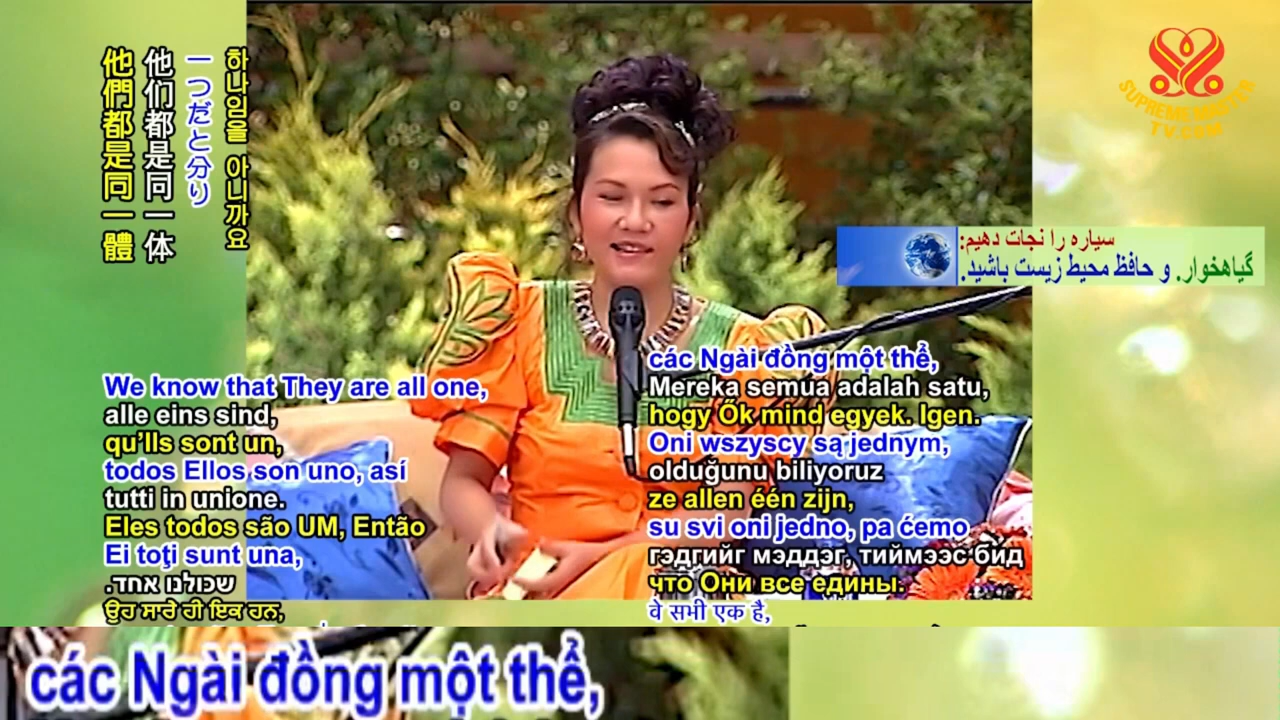 他們都是同一體
他们都是同一体
一つだと分り
하나임을 아니까요
SUPREMEMASTER
TV.COM
سیاره را نجات دهیم:
گیاهخوار. و حافظ محیط زیست باشید.
We know that They are all one,
alle eins sind,
qu'Ils sont un,
todos Ellos son uno, así
tutti in unione.
Eles todos são UM, Então
Ei toţi sunt una,
שכולנו אחד.
ਉਹ ਸਾਰੇ ਹੀ ਇਕ ਹਨ,
các Ngài đồng một thể,
Mereka semua adalah satu,
hogy Ők mind egyek. Igen.
Oni wszyscy są jednym,
olduğunu biliyoruz
ze allen één zijn,
su svi oni jedno, pa ćemo
гэдгийг мэддэг, тиймээс бид
что Они все едины.
वे सभी एक है,
các Ngài đồng một thể,